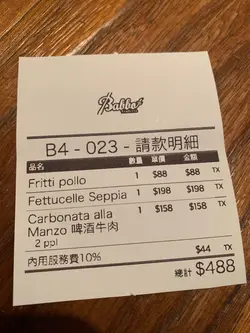 Babbo
B4 - 023 - 請款明細
品名 數量 單價 金額
Fritti pollo 1 $88 $88 TX
Fettucelle Seppia 1 $198 $198 TX
Carbonata alla 1 $158 $158 TX
Manzo 啤酒牛肉
2 ppl
內用服務費10% $44 TX
總計 $488